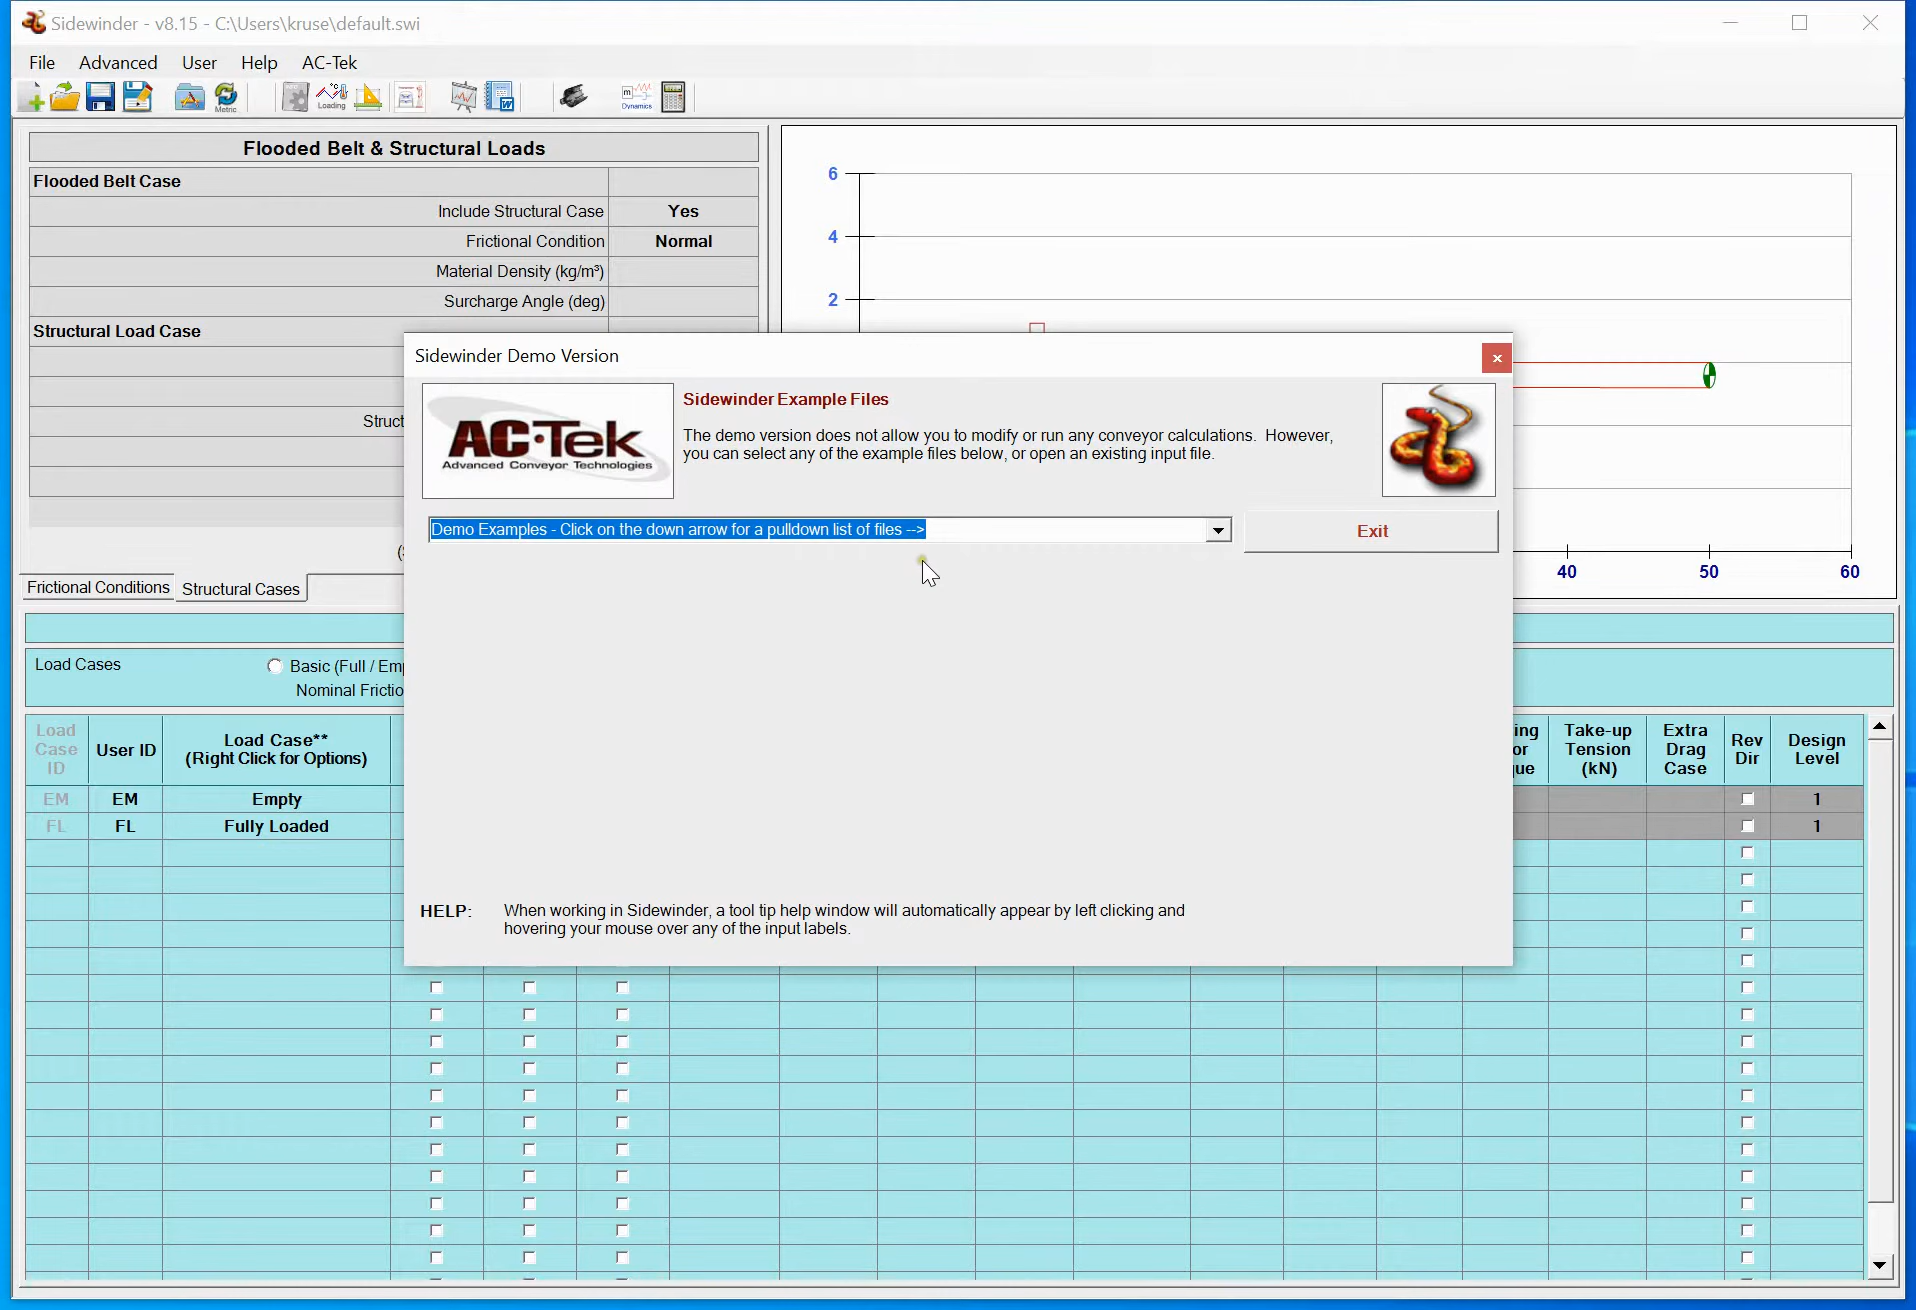 Sidewinder - v8.15 - C:\Users\kruse\default.swi
File Advanced User Help AC-Tek
Metric
Loading
Dynamics
Flooded Belt & Structural Loads
Flooded Belt Case
Include Structural Case Yes
Frictional Condition Normal
Material Density (kg/m³)
Surcharge Angle (deg)
Structural Load Case
Struct
6
4
2
40 50 60
Frictional Conditions Structural Cases
Sidewinder Demo Version
AC·Tek
Advanced Conveyor Technologies
Sidewinder Example Files
The demo version does not allow you to modify or run any conveyor calculations. However,
you can select any of the example files below, or open an existing input file.
Demo Examples - Click on the down arrow for a pulldown list of files -->
Exit
HELP: When working in Sidewinder, a tool tip help window will automatically appear by left clicking and
hovering your mouse over any of the input labels.
Load Cases
Basic (Full / Em
Nominal Frictio
Load Case ID
User ID
Load Case**
(Right Click for Options)
Take-up Tension (kN)
Extra Drag Case
Rev Dir
Design Level
EM EM Empty 1
FL FL Fully Loaded 1